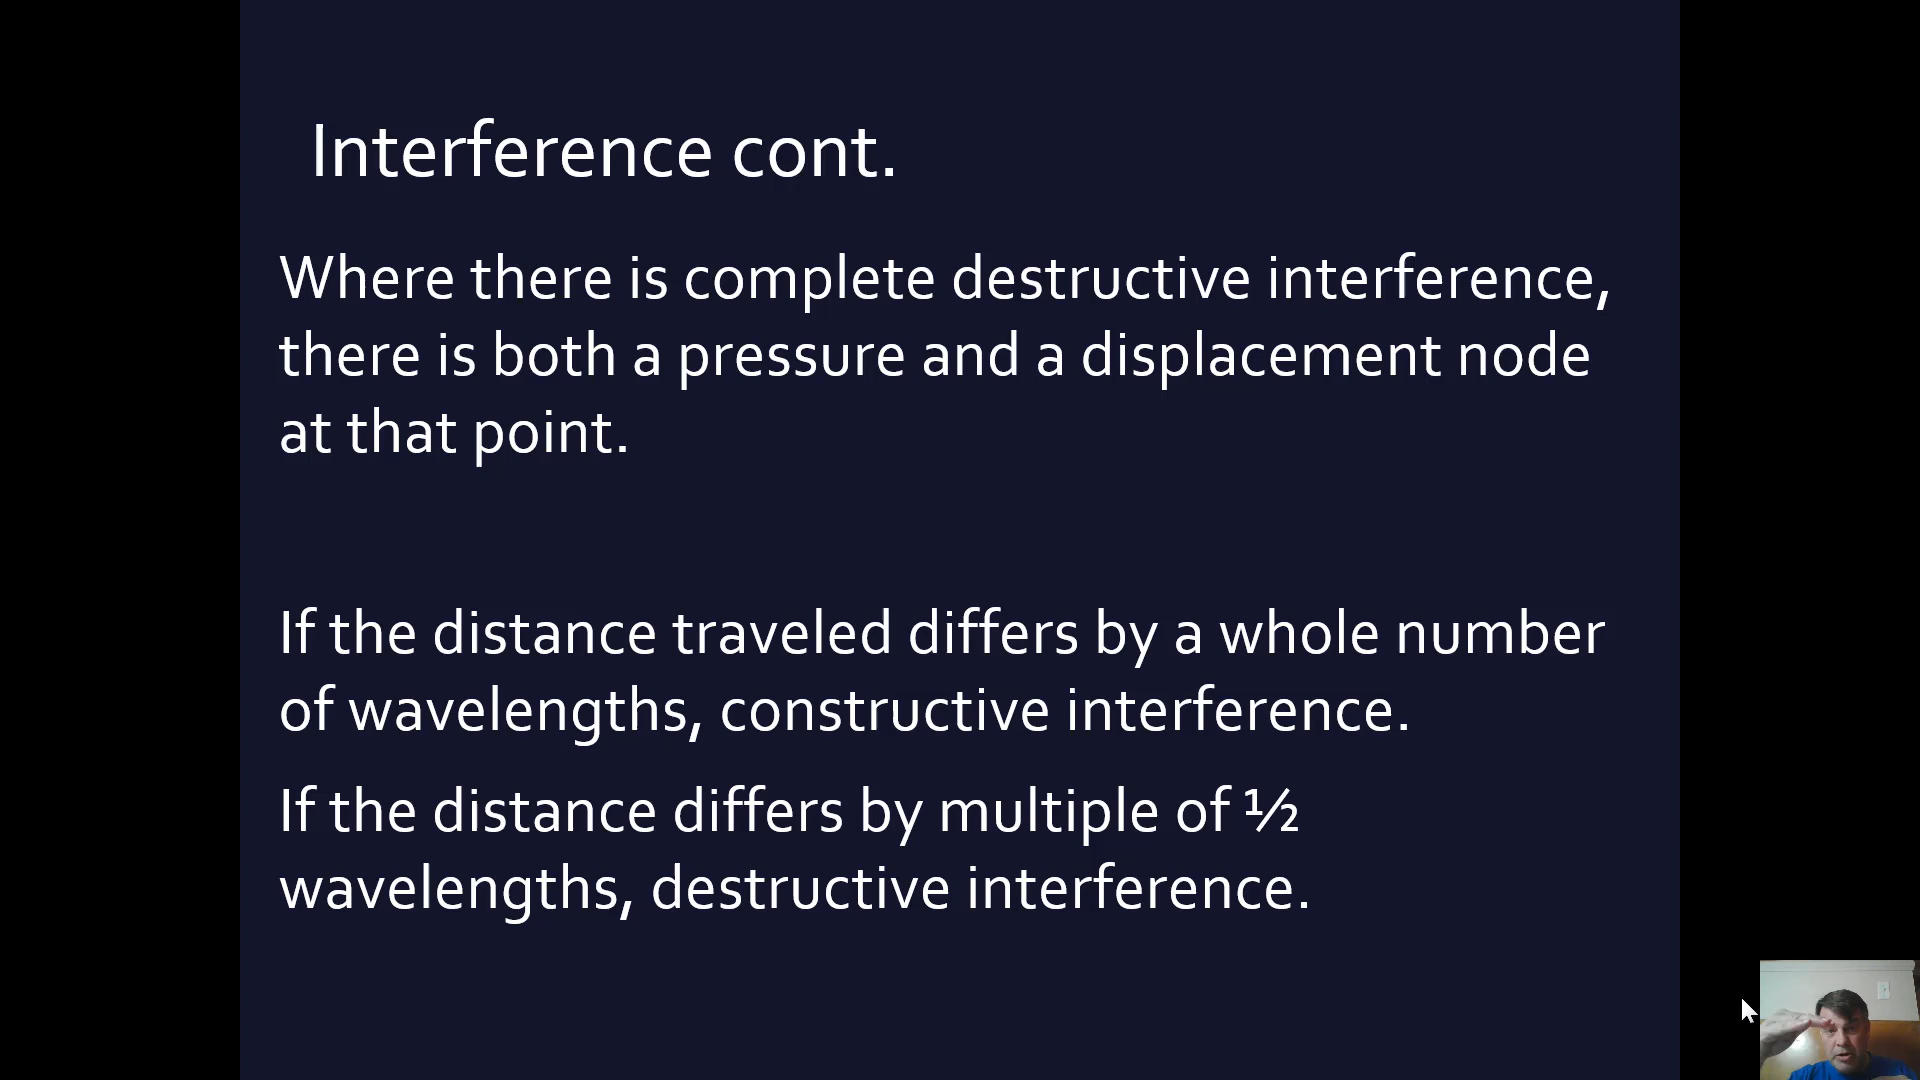 Interference cont.
Where there is complete destructive interference,
there is both a pressure and a displacement node
at that point.
If the distance traveled differs by a whole number
of wavelengths, constructive interference.
If the distance differs by multiple of ½
wavelengths, destructive interference.